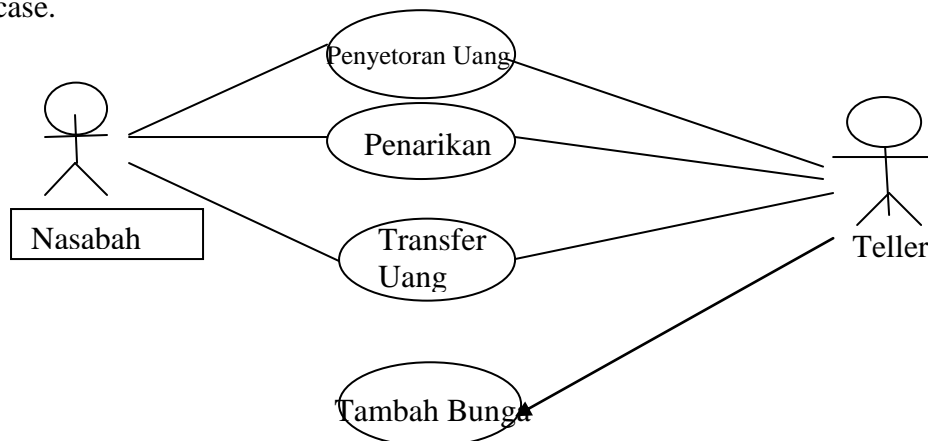 case.
Penyetoran Uang
Penarikan
Nasabah
Transfer
Uang
Teller
Tambah Bunga